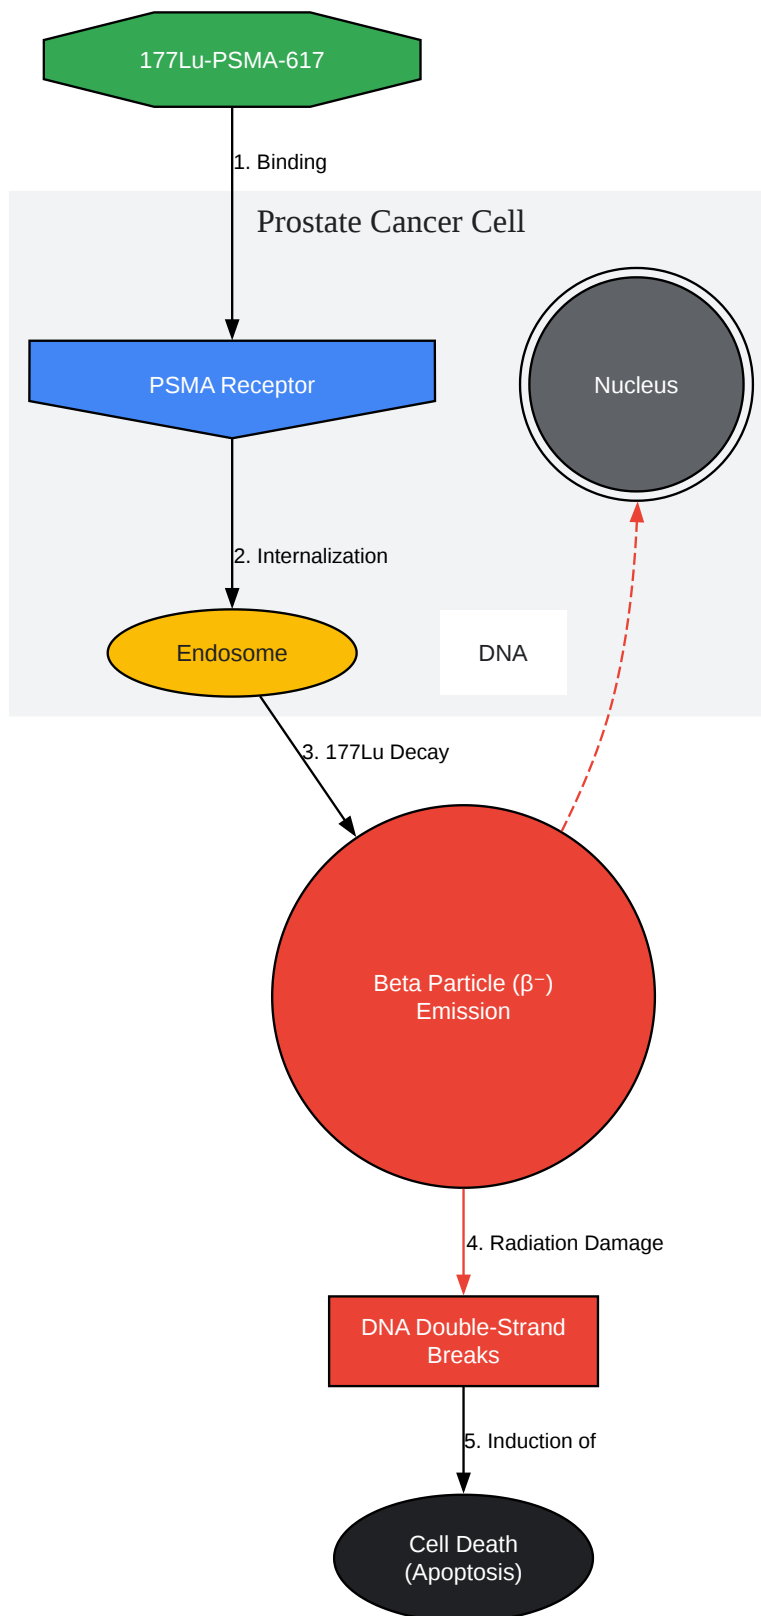 177Lu-PSMA-617
1. Binding
Prostate Cancer Cell
PSMA Receptor
Nucleus
2. Internalization
Endosome
DNA
3. 177Lu Decay
Beta Particle (β⁻)
Emission
4. Radiation Damage
DNA Double-Strand
Breaks
5. Induction of
Cell Death
(Apoptosis)